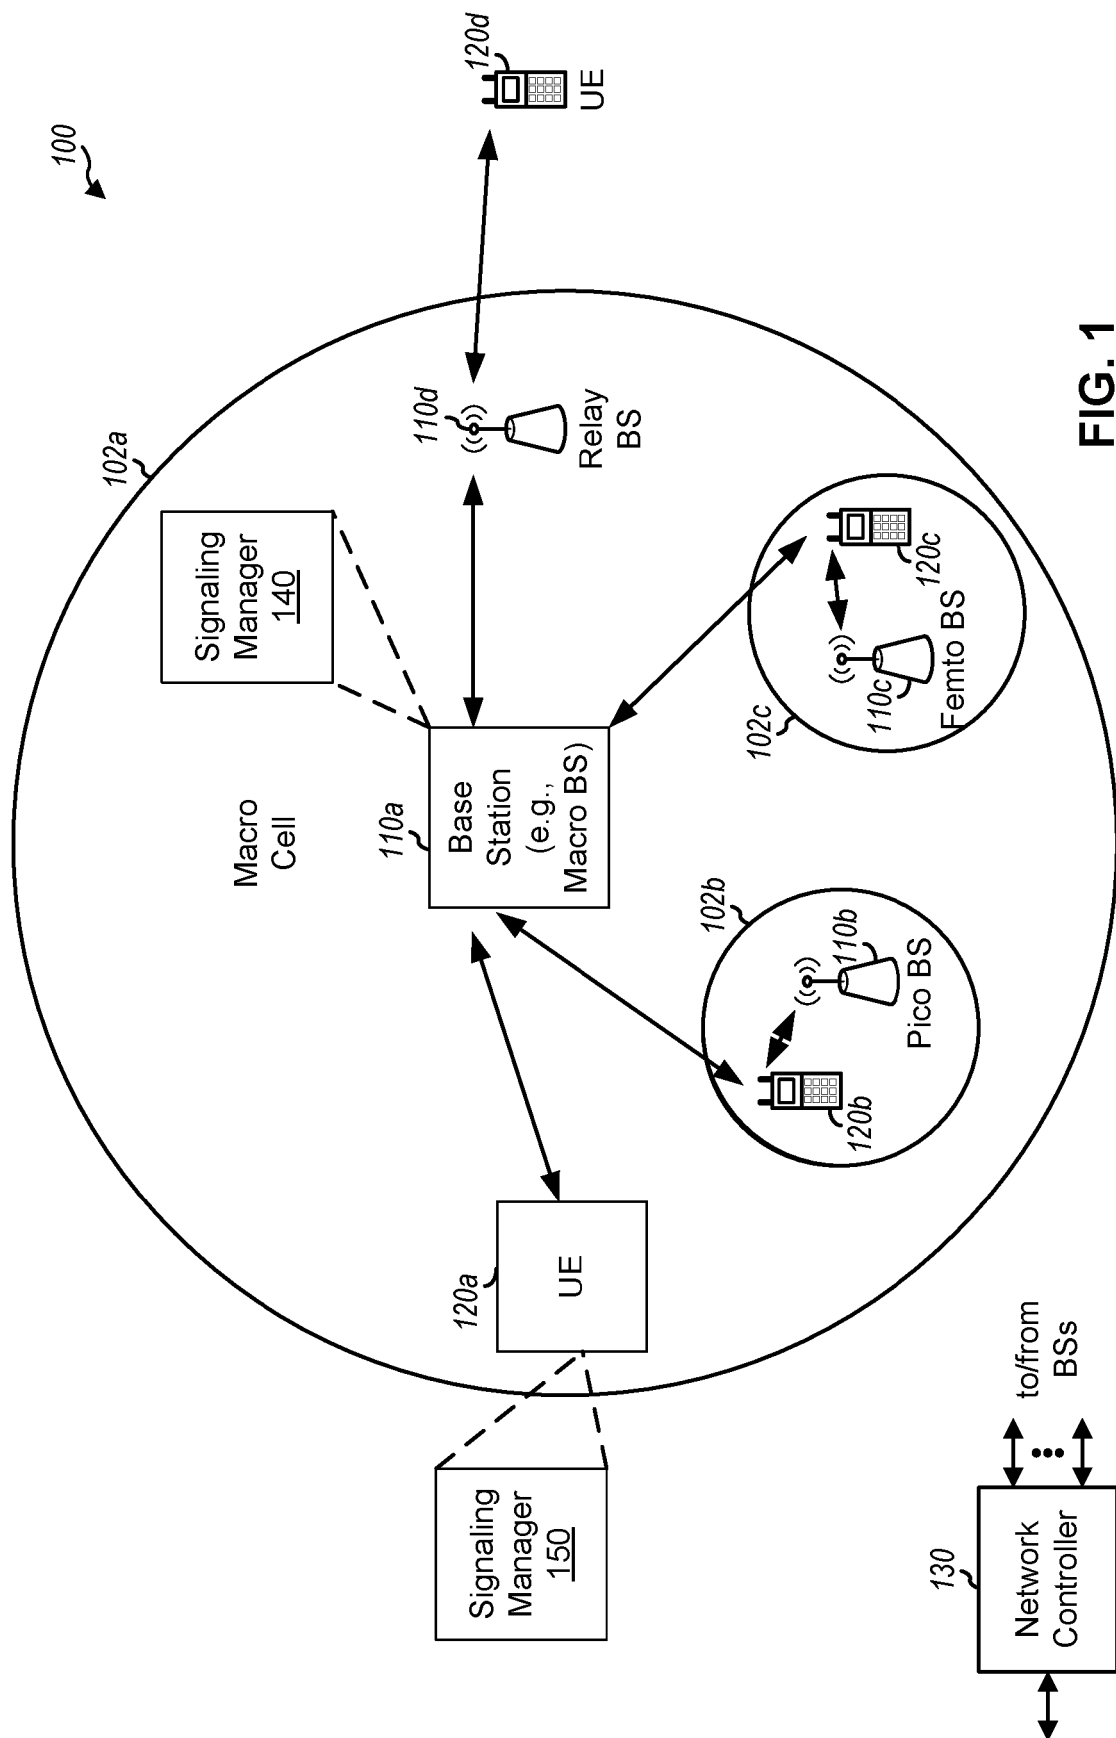 100
102a
Macro
Cell
Signaling
Manager
140
110a
Base
Station
(e.g.,
Macro BS)
110d
Relay
BS
120d
UE
120a
UE
Signaling
Manager
150
102b
110b
Pico BS
120b
102c
110c
Femto BS
120c
130
Network
Controller
to/from
BSs
FIG. 1